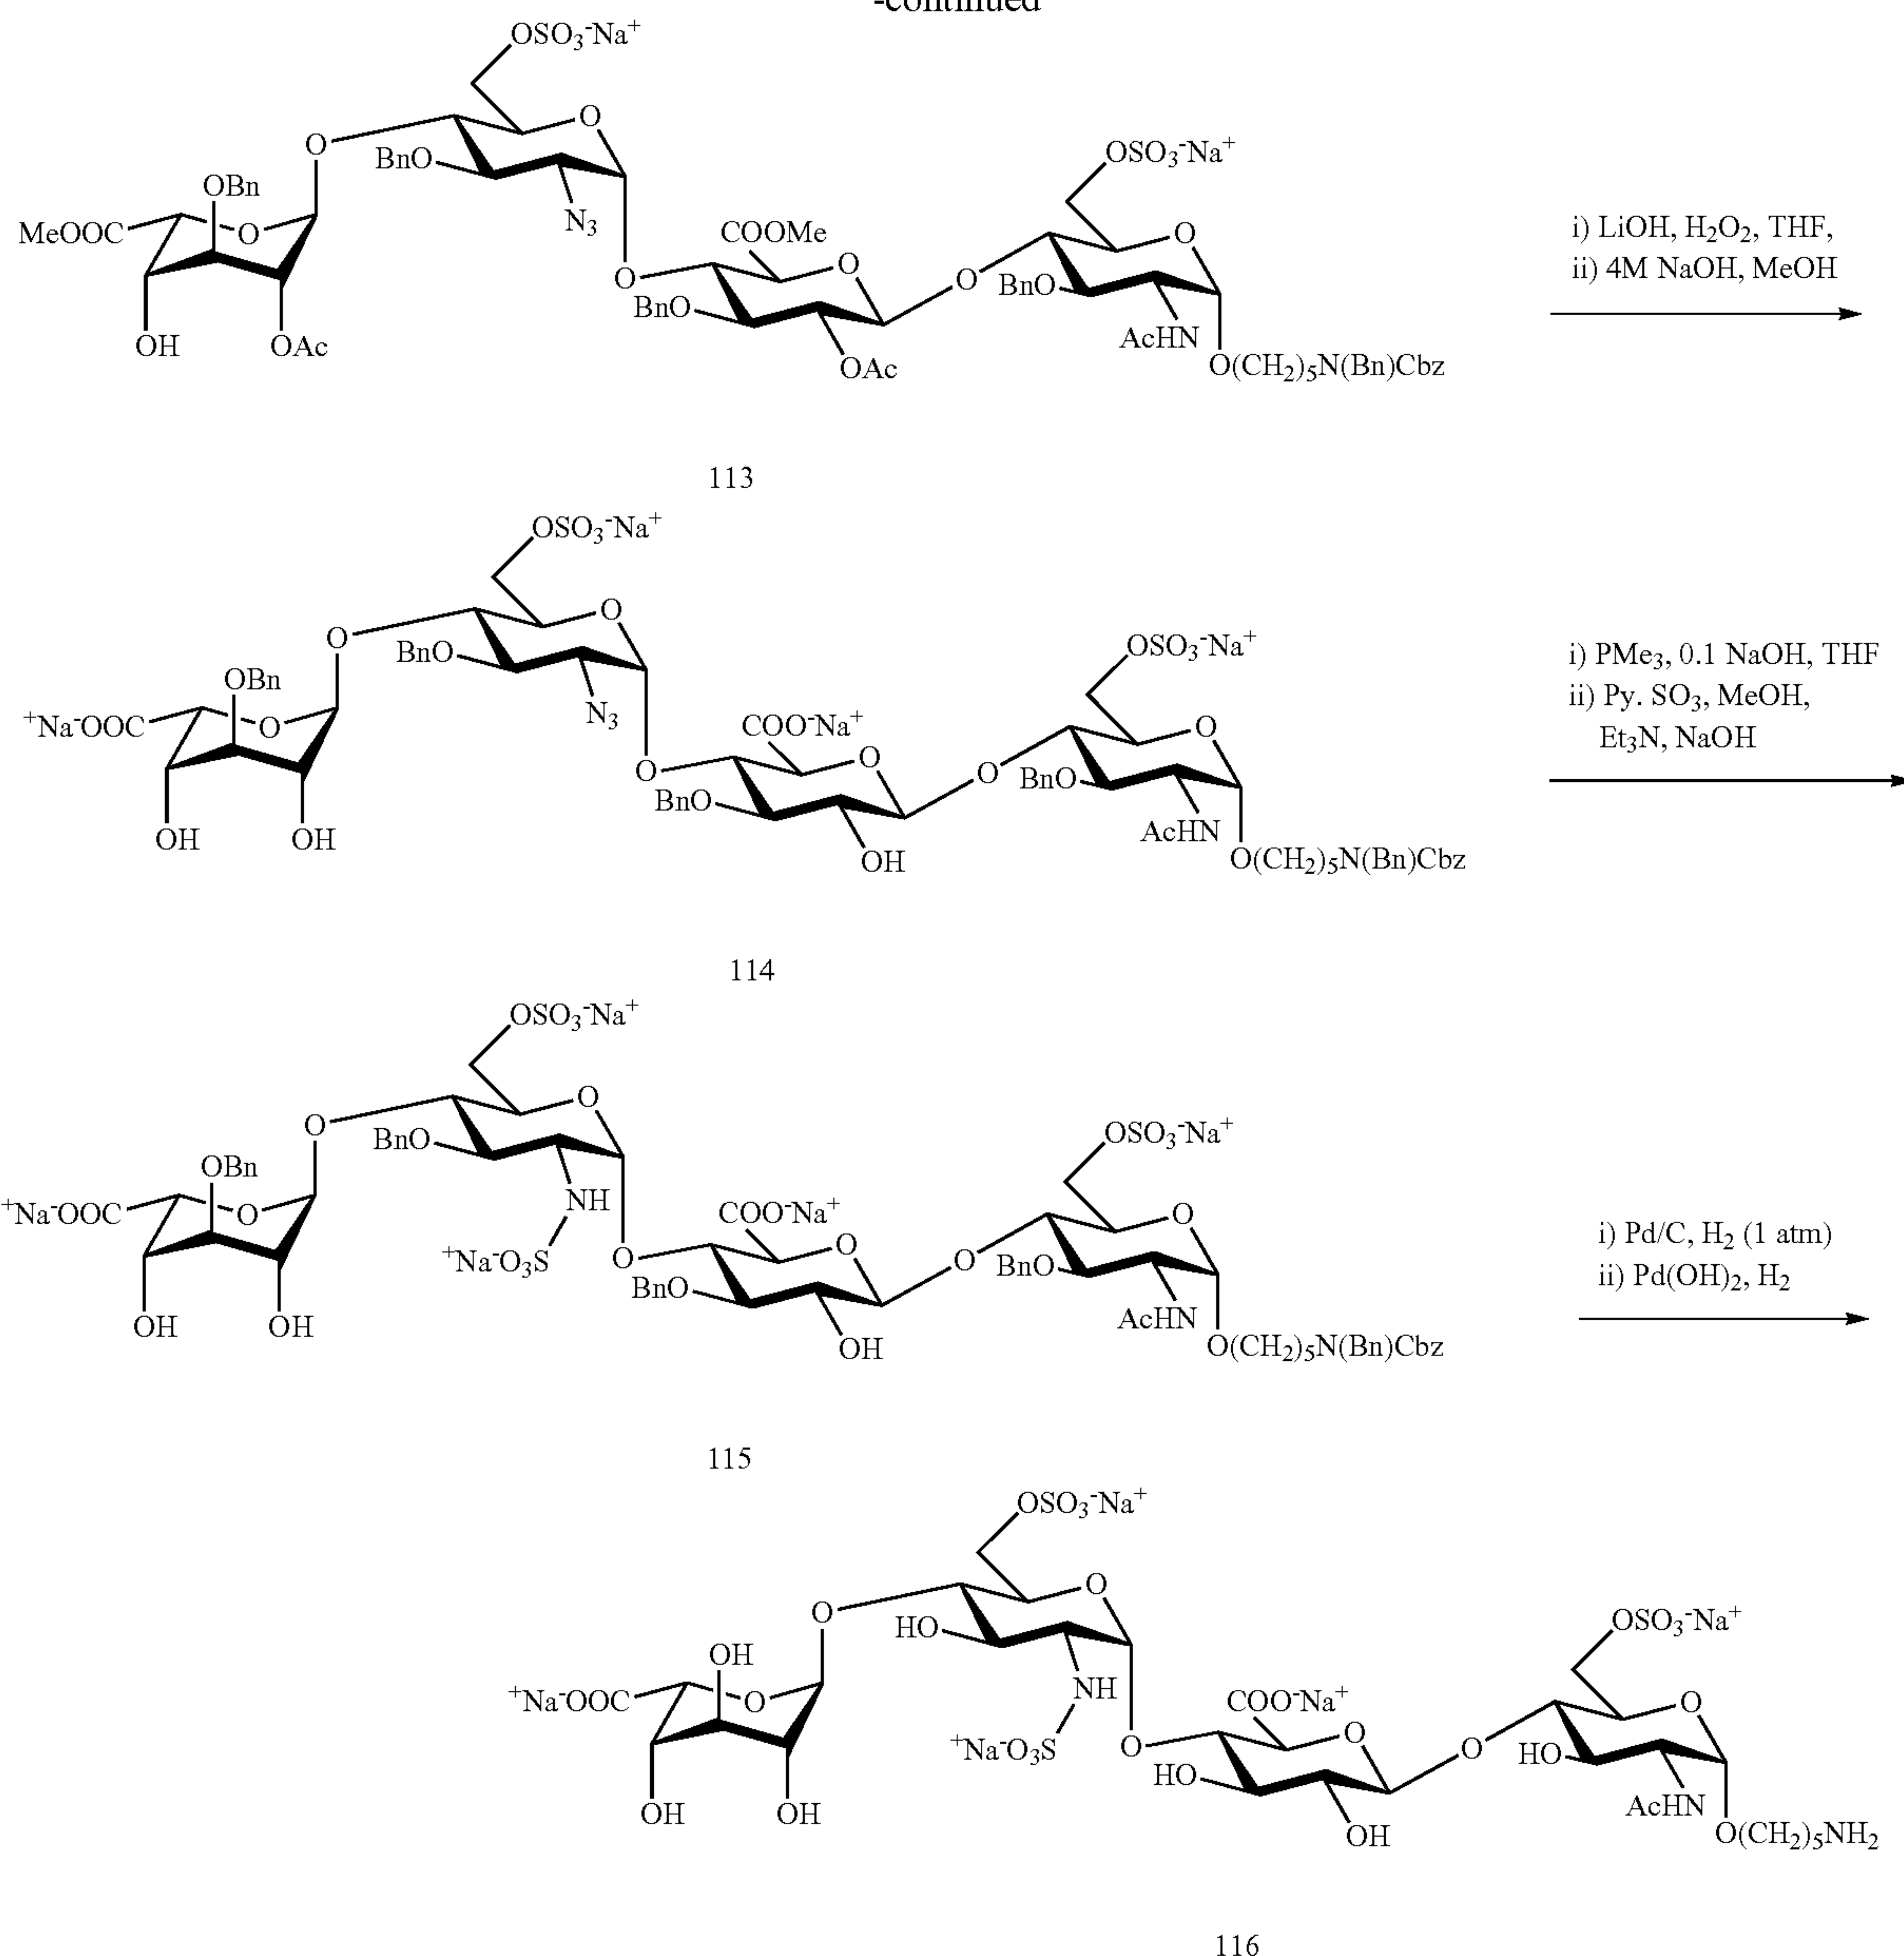 -continued
OSO₃⁻Na⁺
O
O
BnO
OBn
N₃
MeOOC
O
OH
OAc
O
COOMe
O
BnO
OAc
O
OSO₃⁻Na⁺
O
BnO
AcHN
O(CH₂)₅N(Bn)Cbz
i) LiOH, H₂O₂, THF,
ii) 4M NaOH, MeOH
113
OSO₃⁻Na⁺
O
O
BnO
OBn
N₃
⁺Na⁻OOC
O
OH
OH
O
COO⁻Na⁺
O
BnO
OH
O
OSO₃⁻Na⁺
O
BnO
AcHN
O(CH₂)₅N(Bn)Cbz
i) PMe₃, 0.1 NaOH, THF
ii) Py. SO₃, MeOH,
Et₃N, NaOH
114
OSO₃⁻Na⁺
O
O
BnO
OBn
NH
⁺Na⁻O₃S
⁺Na⁻OOC
O
OH
OH
O
COO⁻Na⁺
O
BnO
OH
O
OSO₃⁻Na⁺
O
BnO
AcHN
O(CH₂)₅N(Bn)Cbz
i) Pd/C, H₂ (1 atm)
ii) Pd(OH)₂, H₂
115
OSO₃⁻Na⁺
O
O
HO
OH
NH
⁺Na⁻O₃S
⁺Na⁻OOC
O
OH
OH
O
COO⁻Na⁺
O
HO
OH
O
OSO₃⁻Na⁺
O
HO
AcHN
O(CH₂)₅NH₂
116